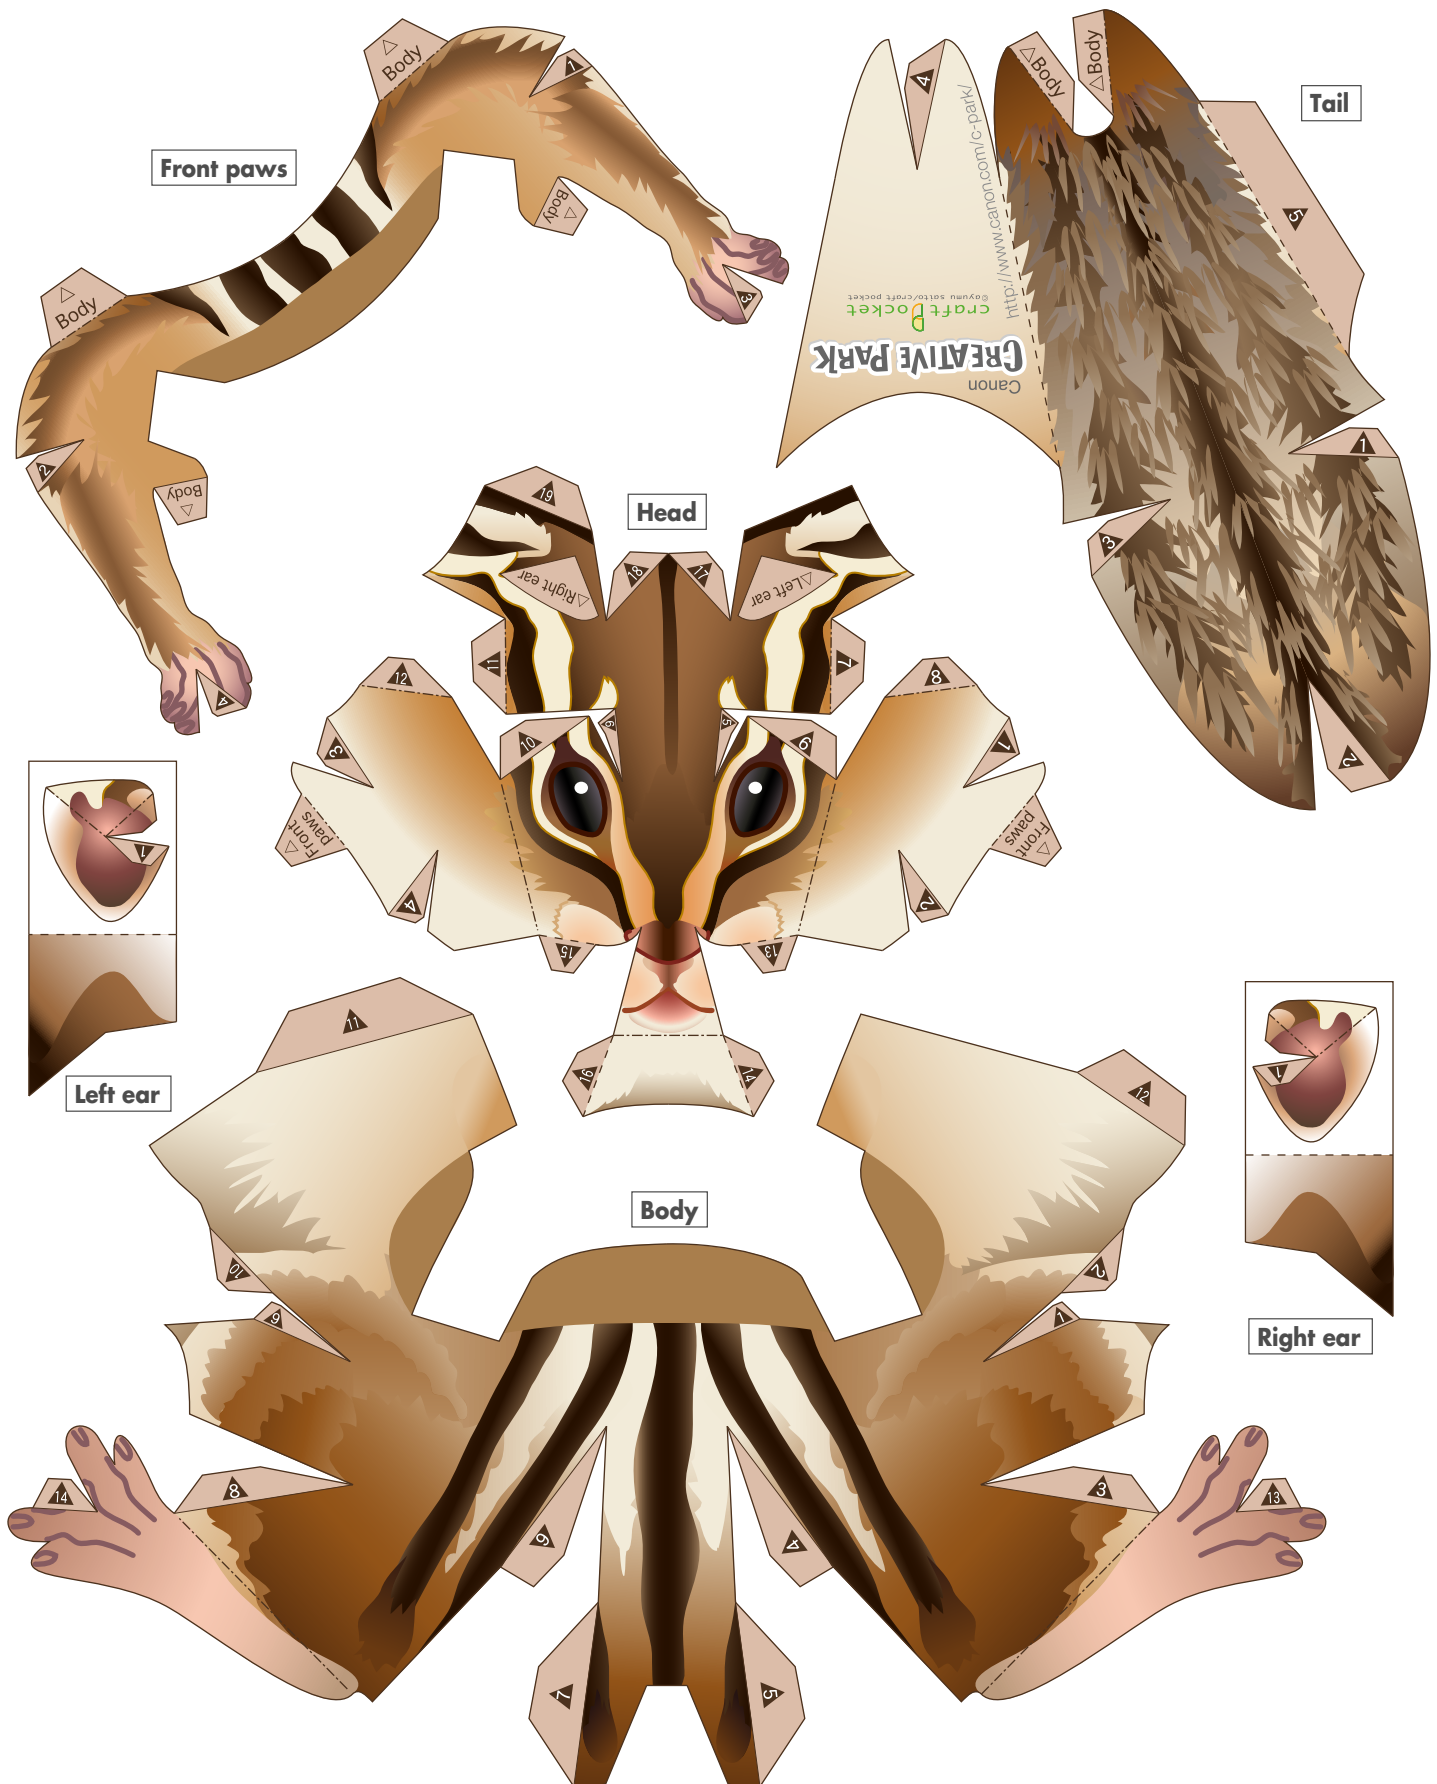 Body
1
Front paws
Body
3
Body
2
Body
4
4
Body
Body
Tail
5
http://www.canon.com/c-park/
©ayumu saito/craft pocket
craft Pocket
CREATIVE PARK
Canon
1
3
2
Head
19
Right ear
18
17
Left ear
11
7
12
8
3
10
6
5
9
1
Front
paws
Front
paws
4
2
15
13
16
14
1
Left ear
1
Right ear
11
12
Body
10
2
9
1
8
3
14
13
6
4
7
5